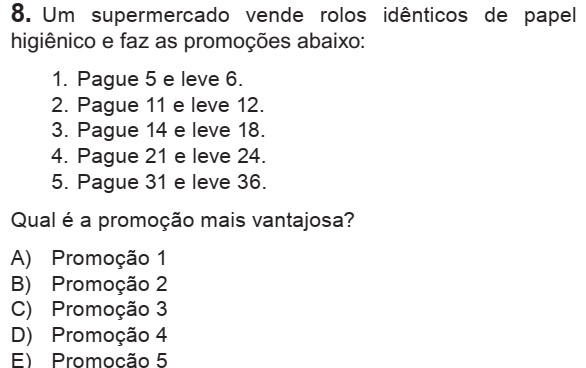 8. Um supermercado vende rolos idênticos de papel
higiênico e faz as promoções abaixo:
1. Pague 5 e leve 6.
2. Pague 11 e leve 12.
3. Pague 14 e leve 18.
4. Pague 21 e leve 24.
5. Pague 31 e leve 36.
Qual é a promoção mais vantajosa?
A) Promoção 1
B) Promoção 2
C) Promoção 3
D) Promoção 4
E) Promoção 5